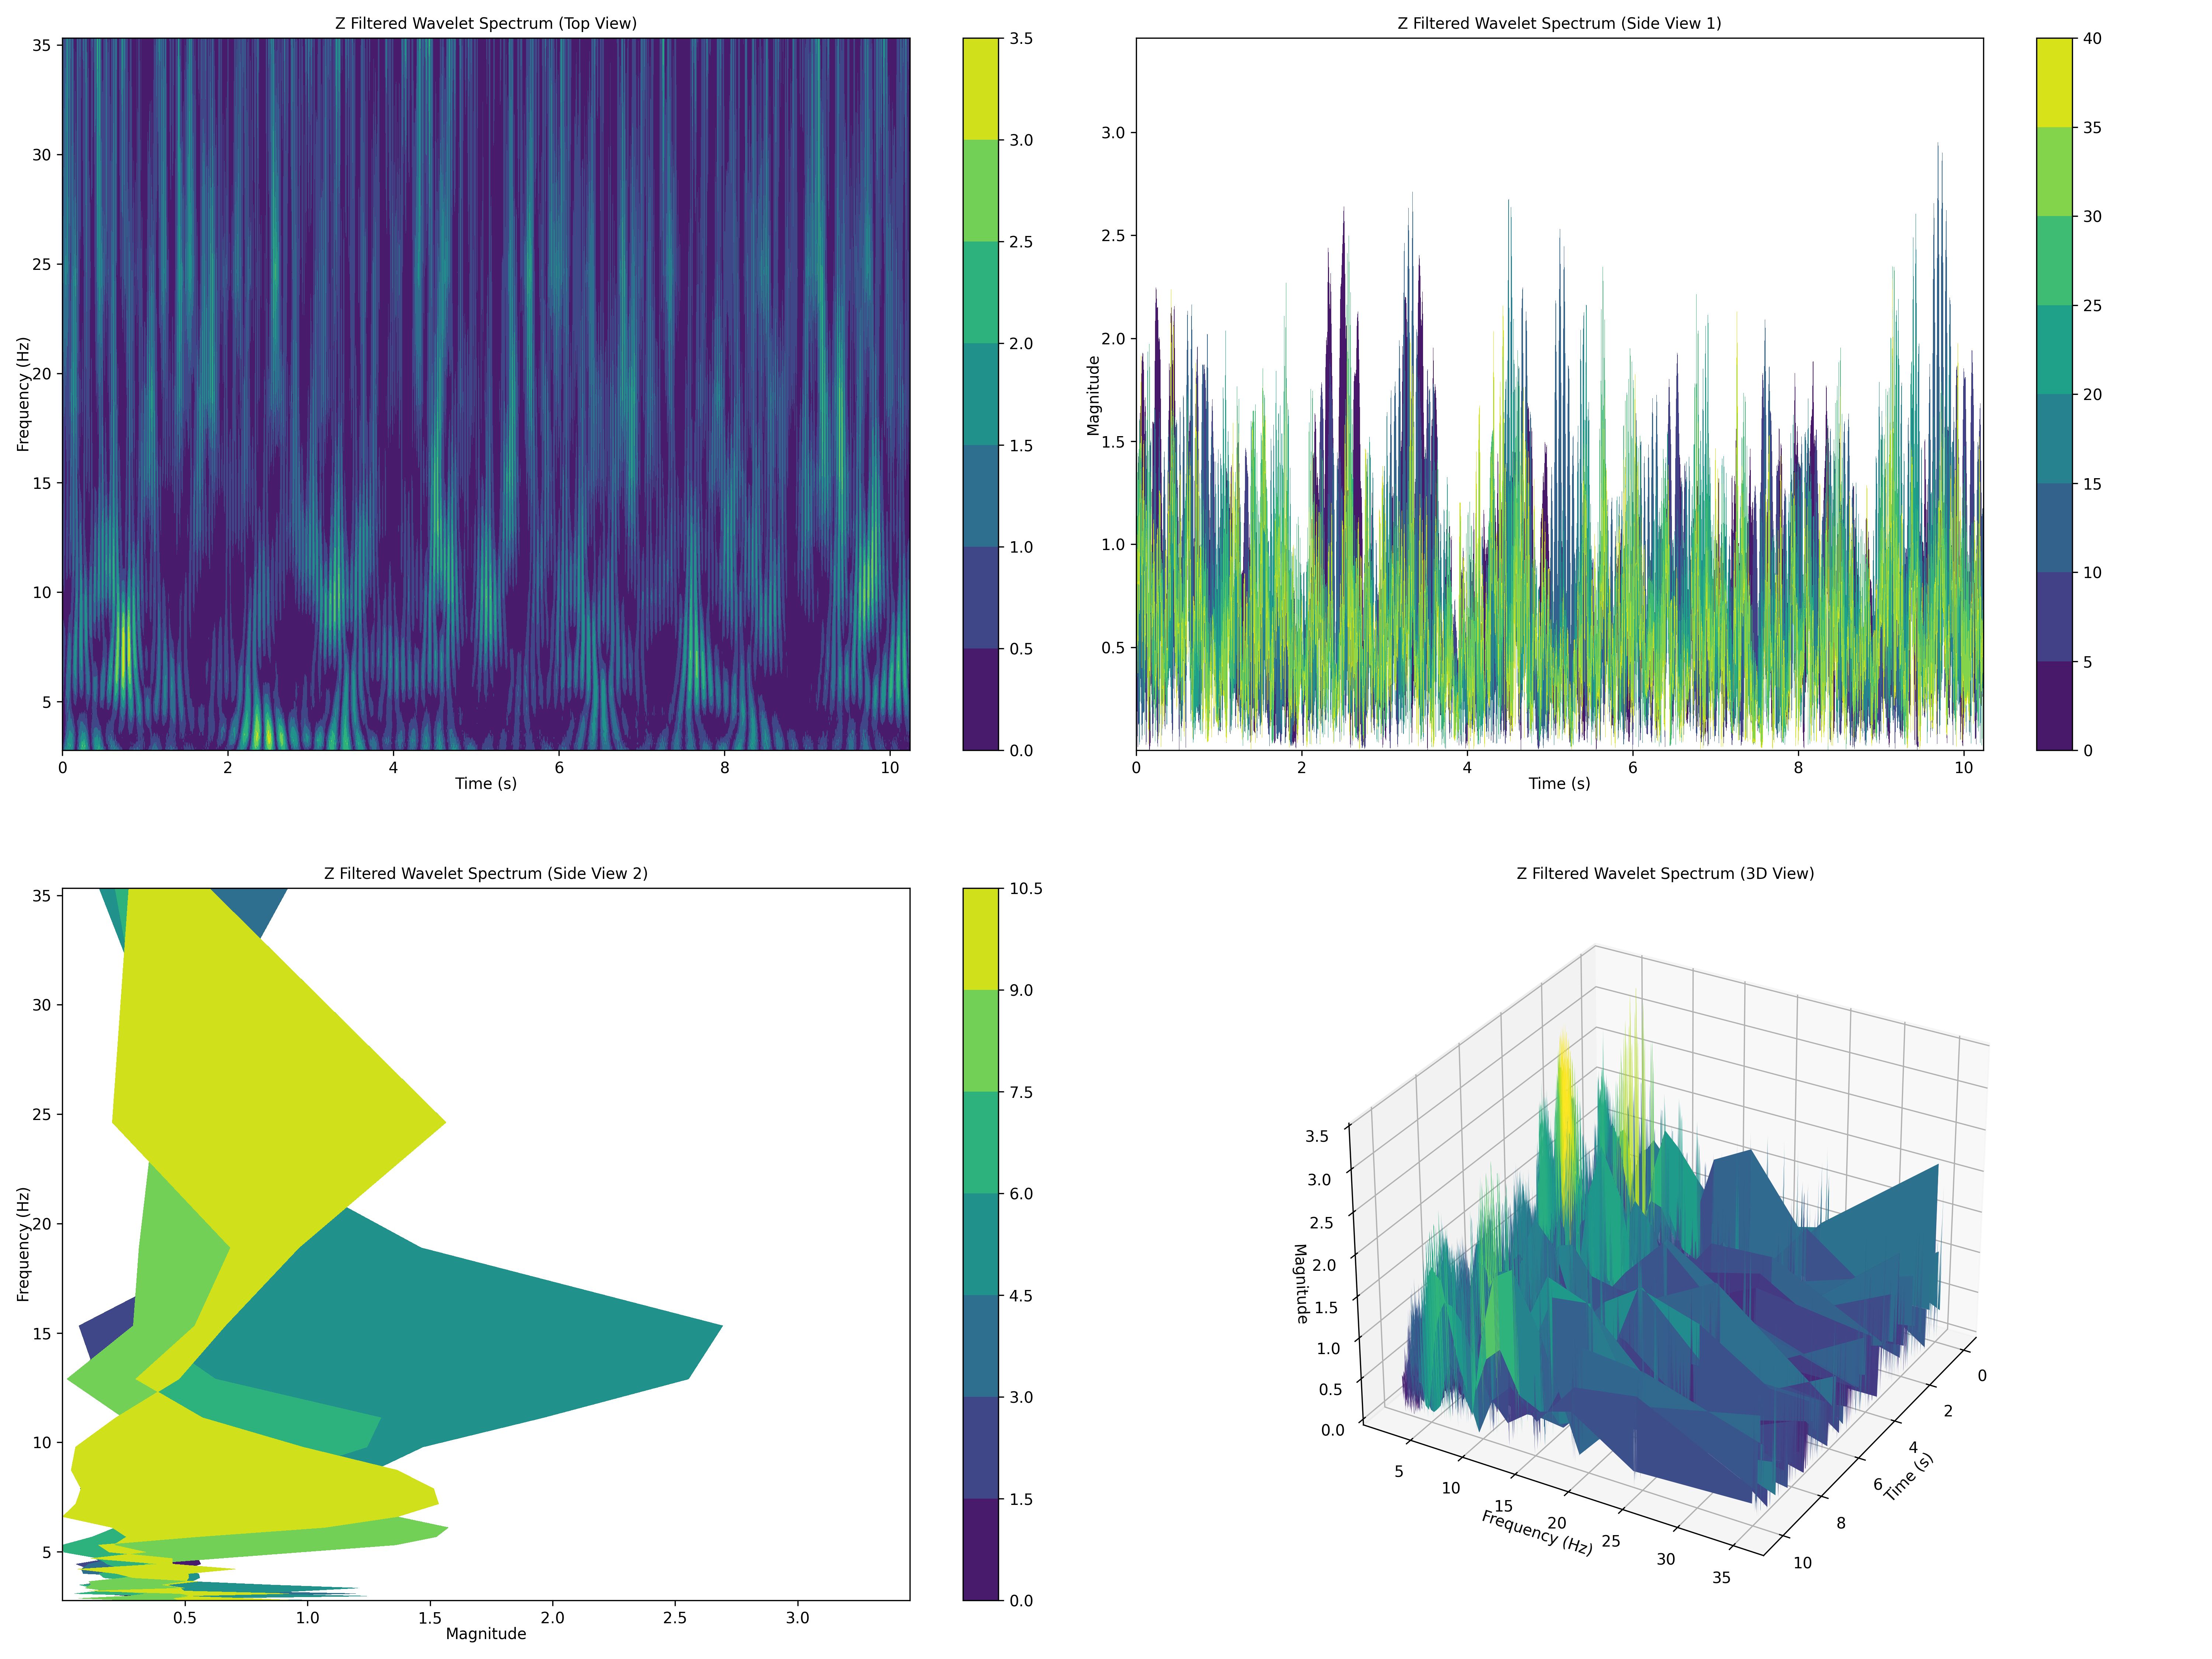 Z Filtered Wavelet Spectrum (Top View)
35
30
25
20
15
10
5
Frequency (Hz)
0 2 4 6 8 10
Time (s)
3.5
3.0
2.5
2.0
1.5
1.0
0.5
0.0
Z Filtered Wavelet Spectrum (Side View 1)
3.0
2.5
2.0
1.5
1.0
0.5
Magnitude
0 2 4 6 8 10
Time (s)
40
35
30
25
20
15
10
5
0
Z Filtered Wavelet Spectrum (Side View 2)
35
30
25
20
15
10
5
Frequency (Hz)
0.5 1.0 1.5 2.0 2.5 3.0
Magnitude
10.5
9.0
7.5
6.0
4.5
3.0
1.5
0.0
Z Filtered Wavelet Spectrum (3D View)
3.5
3.0
2.5
2.0
1.5
1.0
0.5
0.0
Magnitude
5 10 15 20 25 30 35
Frequency (Hz)
0 2 4 6 8 10
Time (s)